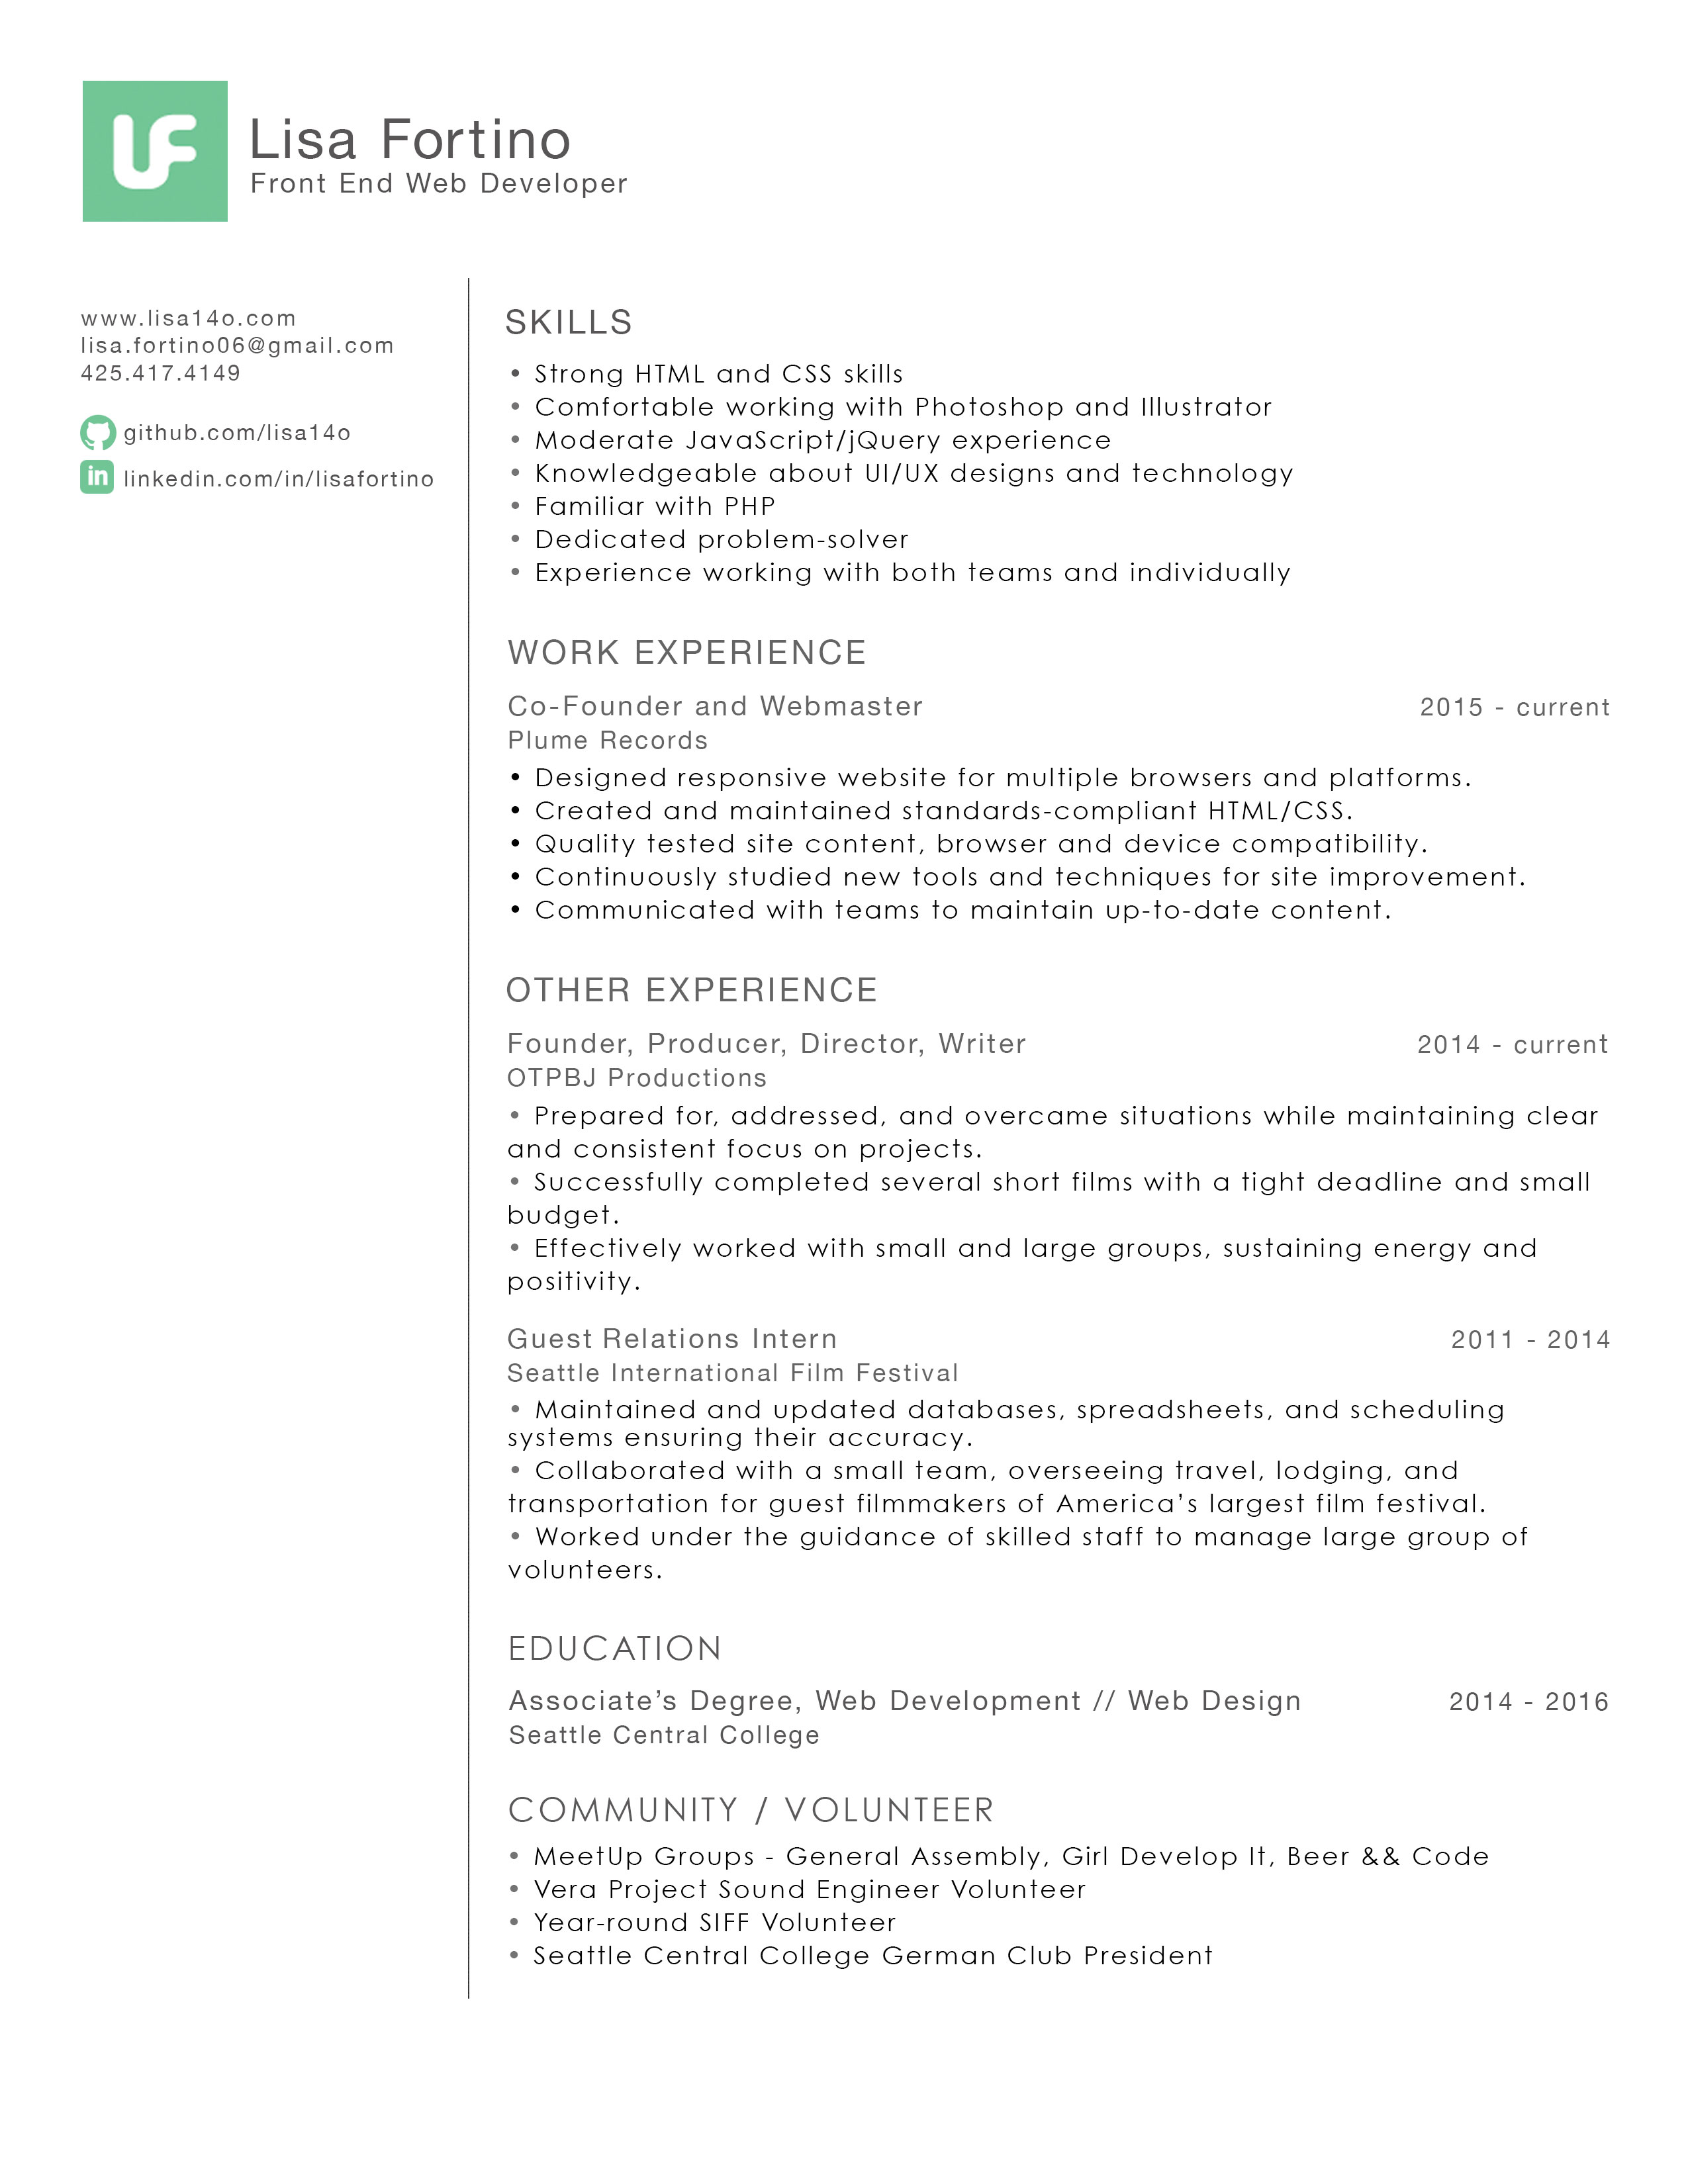 LF
Lisa Fortino
Front End Web Developer
www.lisa14o.com
lisa.fortino06@gmail.com
425.417.4149
github.com/lisa14o
in linkedin.com/in/lisafortino
SKILLS
• Strong HTML and CSS skills
• Comfortable working with Photoshop and Illustrator
• Moderate JavaScript/jQuery experience
• Knowledgeable about UI/UX designs and technology
• Familiar with PHP
• Dedicated problem-solver
• Experience working with both teams and individually
WORK EXPERIENCE
Co-Founder and Webmaster 2015 - current
Plume Records
• Designed responsive website for multiple browsers and platforms.
• Created and maintained standards-compliant HTML/CSS.
• Quality tested site content, browser and device compatibility.
• Continuously studied new tools and techniques for site improvement.
• Communicated with teams to maintain up-to-date content.
OTHER EXPERIENCE
Founder, Producer, Director, Writer 2014 - current
OTPBJ Productions
• Prepared for, addressed, and overcame situations while maintaining clear
and consistent focus on projects.
• Successfully completed several short films with a tight deadline and small
budget.
• Effectively worked with small and large groups, sustaining energy and
positivity.
Guest Relations Intern 2011 - 2014
Seattle International Film Festival
• Maintained and updated databases, spreadsheets, and scheduling
systems ensuring their accuracy.
• Collaborated with a small team, overseeing travel, lodging, and
transportation for guest filmmakers of America’s largest film festival.
• Worked under the guidance of skilled staff to manage large group of
volunteers.
EDUCATION
Associate’s Degree, Web Development // Web Design 2014 - 2016
Seattle Central College
COMMUNITY / VOLUNTEER
• MeetUp Groups - General Assembly, Girl Develop It, Beer && Code
• Vera Project Sound Engineer Volunteer
• Year-round SIFF Volunteer
• Seattle Central College German Club President